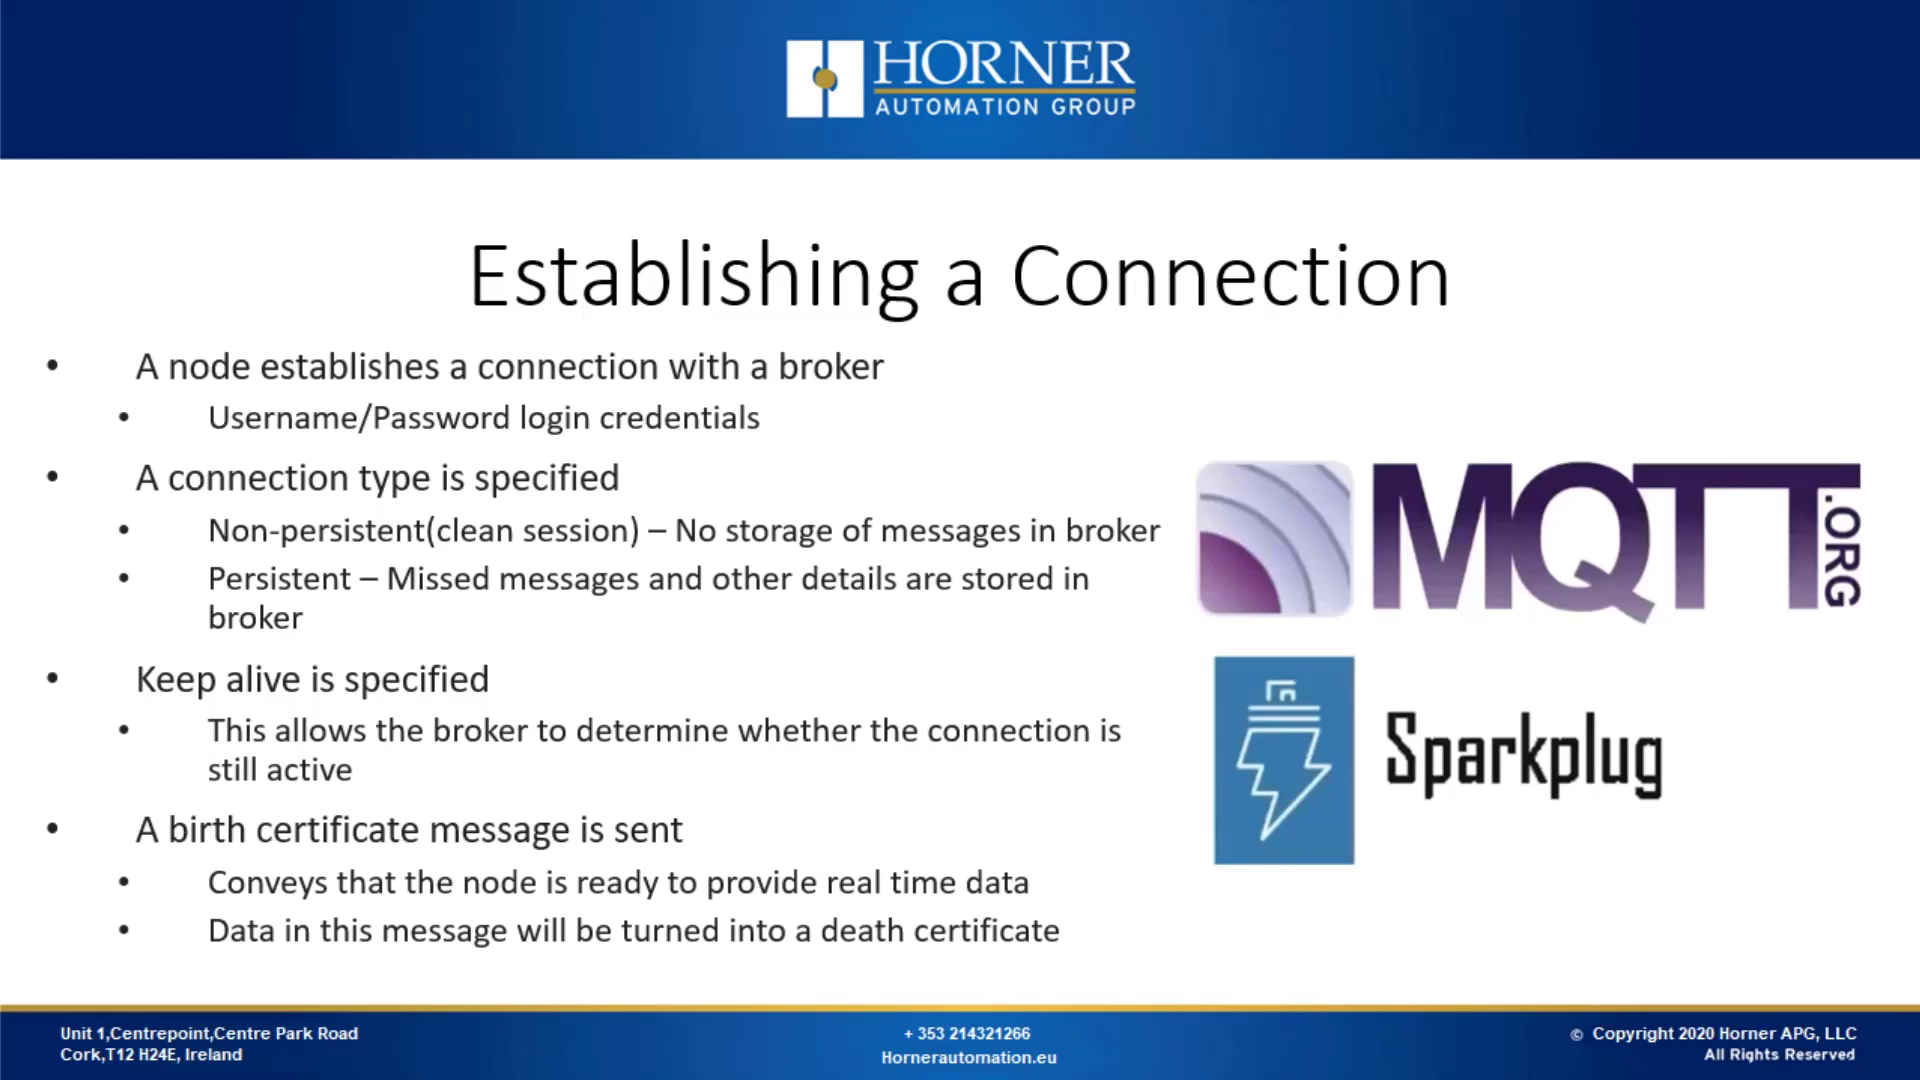 HORNER
AUTOMATION GROUP
Establishing a Connection
• A node establishes a connection with a broker
• Username/Password login credentials
• A connection type is specified
• Non-persistent(clean session) – No storage of messages in broker
• Persistent – Missed messages and other details are stored in
broker
• Keep alive is specified
• This allows the broker to determine whether the connection is
still active
• A birth certificate message is sent
• Conveys that the node is ready to provide real time data
• Data in this message will be turned into a death certificate
MQTT.ORG
Sparkplug
Unit 1,Centrepoint,Centre Park Road
Cork,T12 H24E, Ireland
+ 353 214321266
Hornerautomation.eu
© Copyright 2020 Horner APG, LLC
All Rights Reserved